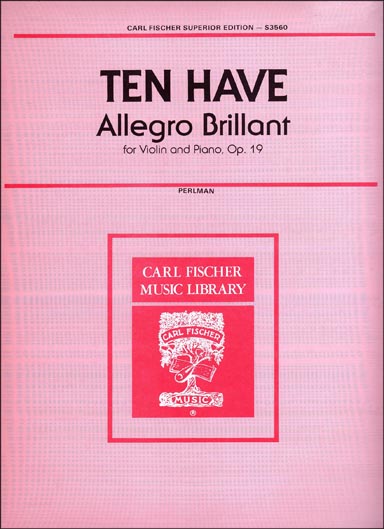 CARL FISCHER SUPERIOR EDITION — S3560
TEN HAVE
Allegro Brillant
for Violin and Piano, Op. 19
PERLMAN
CARL FISCHER
MUSIC LIBRARY
CARL FISCHER
MUSIC
®